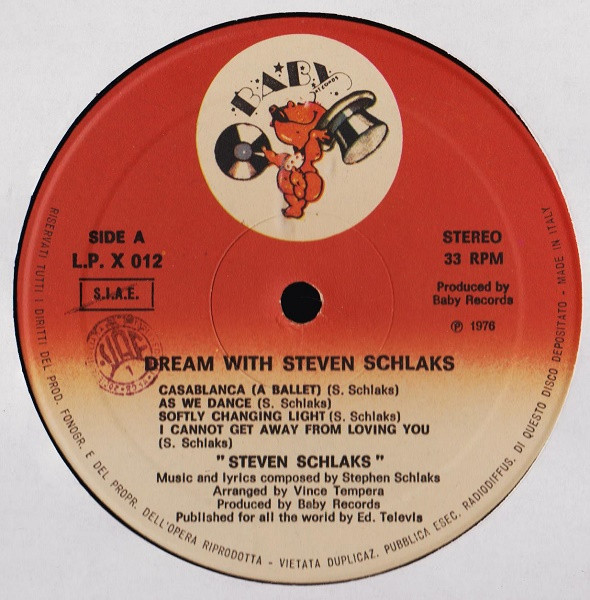 BABY
RECORDS
SIDE A
L.P. X 012
S.I.A.E.
STEREO
33 RPM
Produced by
Baby Records
℗ 1976
DREAM WITH STEVEN SCHLAKS
CASABLANCA (A BALLET) (S. Schlaks)
AS WE DANCE (S. Schlaks)
SOFTLY CHANGING LIGHT (S. Schlaks)
I CANNOT GET AWAY FROM LOVING YOU
(S. Schlaks)
" STEVEN SCHLAKS "
Music and lyrics composed by Stephen Schlaks
Arranged by Vince Tempera
Produced by Baby Records
Published for all the world by Ed. Televis
RISERVATI TUTTI I DIRITTI DEL PROD. FONOGR. E DEL PROPR. DELL'OPERA RIPRODOTTA - VIETATA DUPLICAZ. PUBBLICA ESEC. RADIODIFFUS. DI QUESTO DISCO DEPOSITATO - MADE IN ITALY